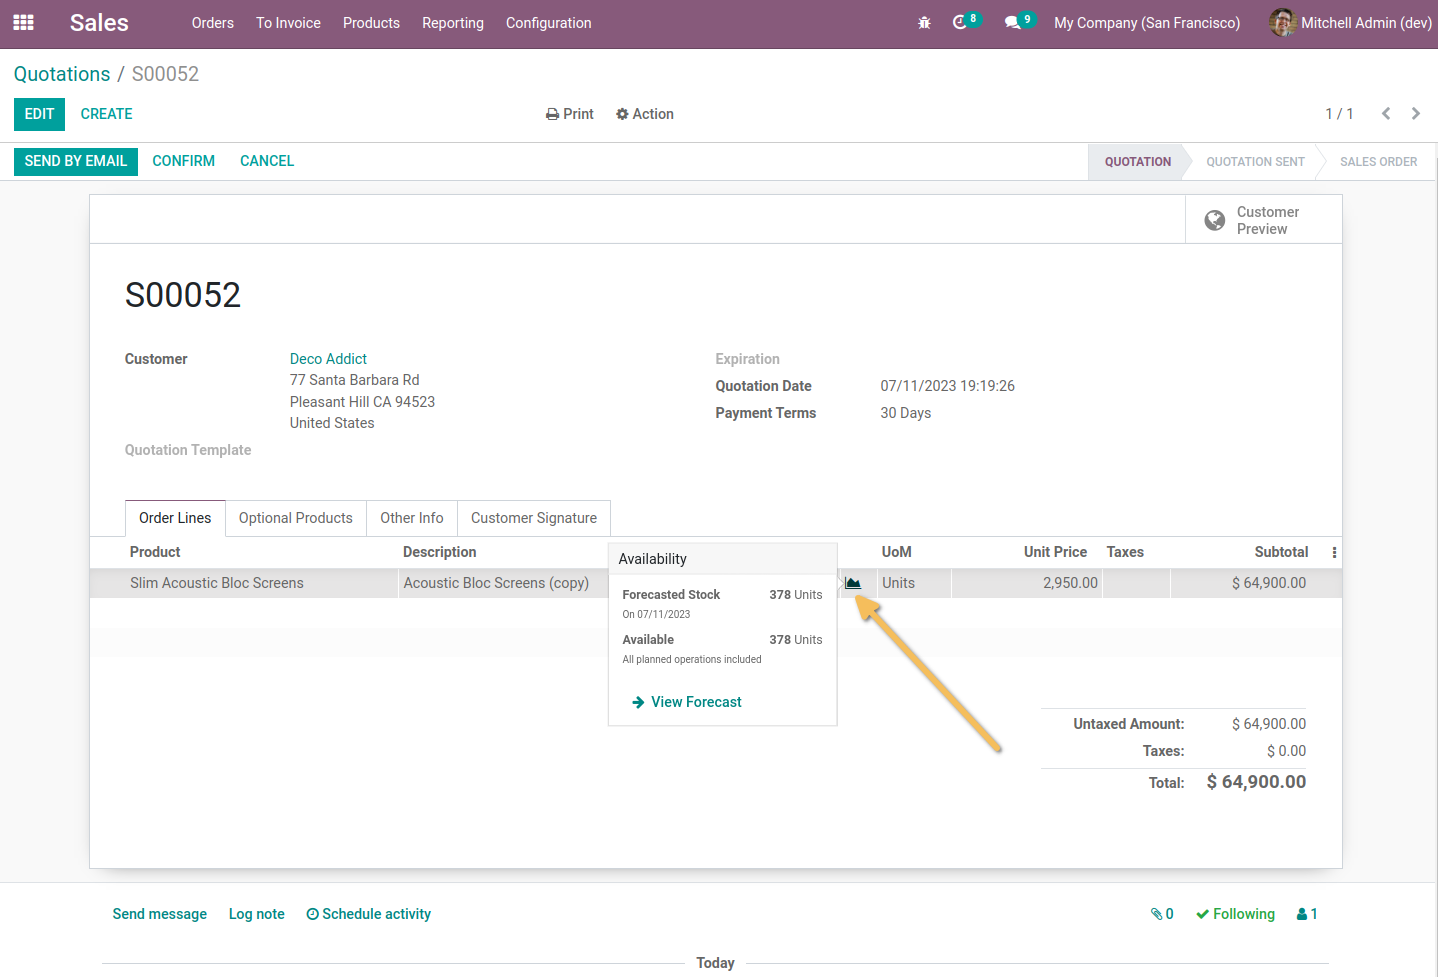 Sales Orders To Invoice Products Reporting Configuration 8 9 My Company (San Francisco) Mitchell Admin (dev)
Quotations / S00052
EDIT CREATE Print Action 1 / 1
SEND BY EMAIL CONFIRM CANCEL QUOTATION QUOTATION SENT SALES ORDER
Customer
Preview
S00052
Customer Deco Addict Expiration
77 Santa Barbara Rd Quotation Date 07/11/2023 19:19:26
Pleasant Hill CA 94523 Payment Terms 30 Days
United States
Quotation Template
Order Lines Optional Products Other Info Customer Signature
Product Description UoM Unit Price Taxes Subtotal
Slim Acoustic Bloc Screens Acoustic Bloc Screens (copy) Units 2,950.00 $ 64,900.00
Availability
Forecasted Stock 378 Units
On 07/11/2023
Available 378 Units
All planned operations included
View Forecast
Untaxed Amount: $ 64,900.00
Taxes: $ 0.00
Total: $ 64,900.00
Send message Log note Schedule activity 0 Following 1
Today